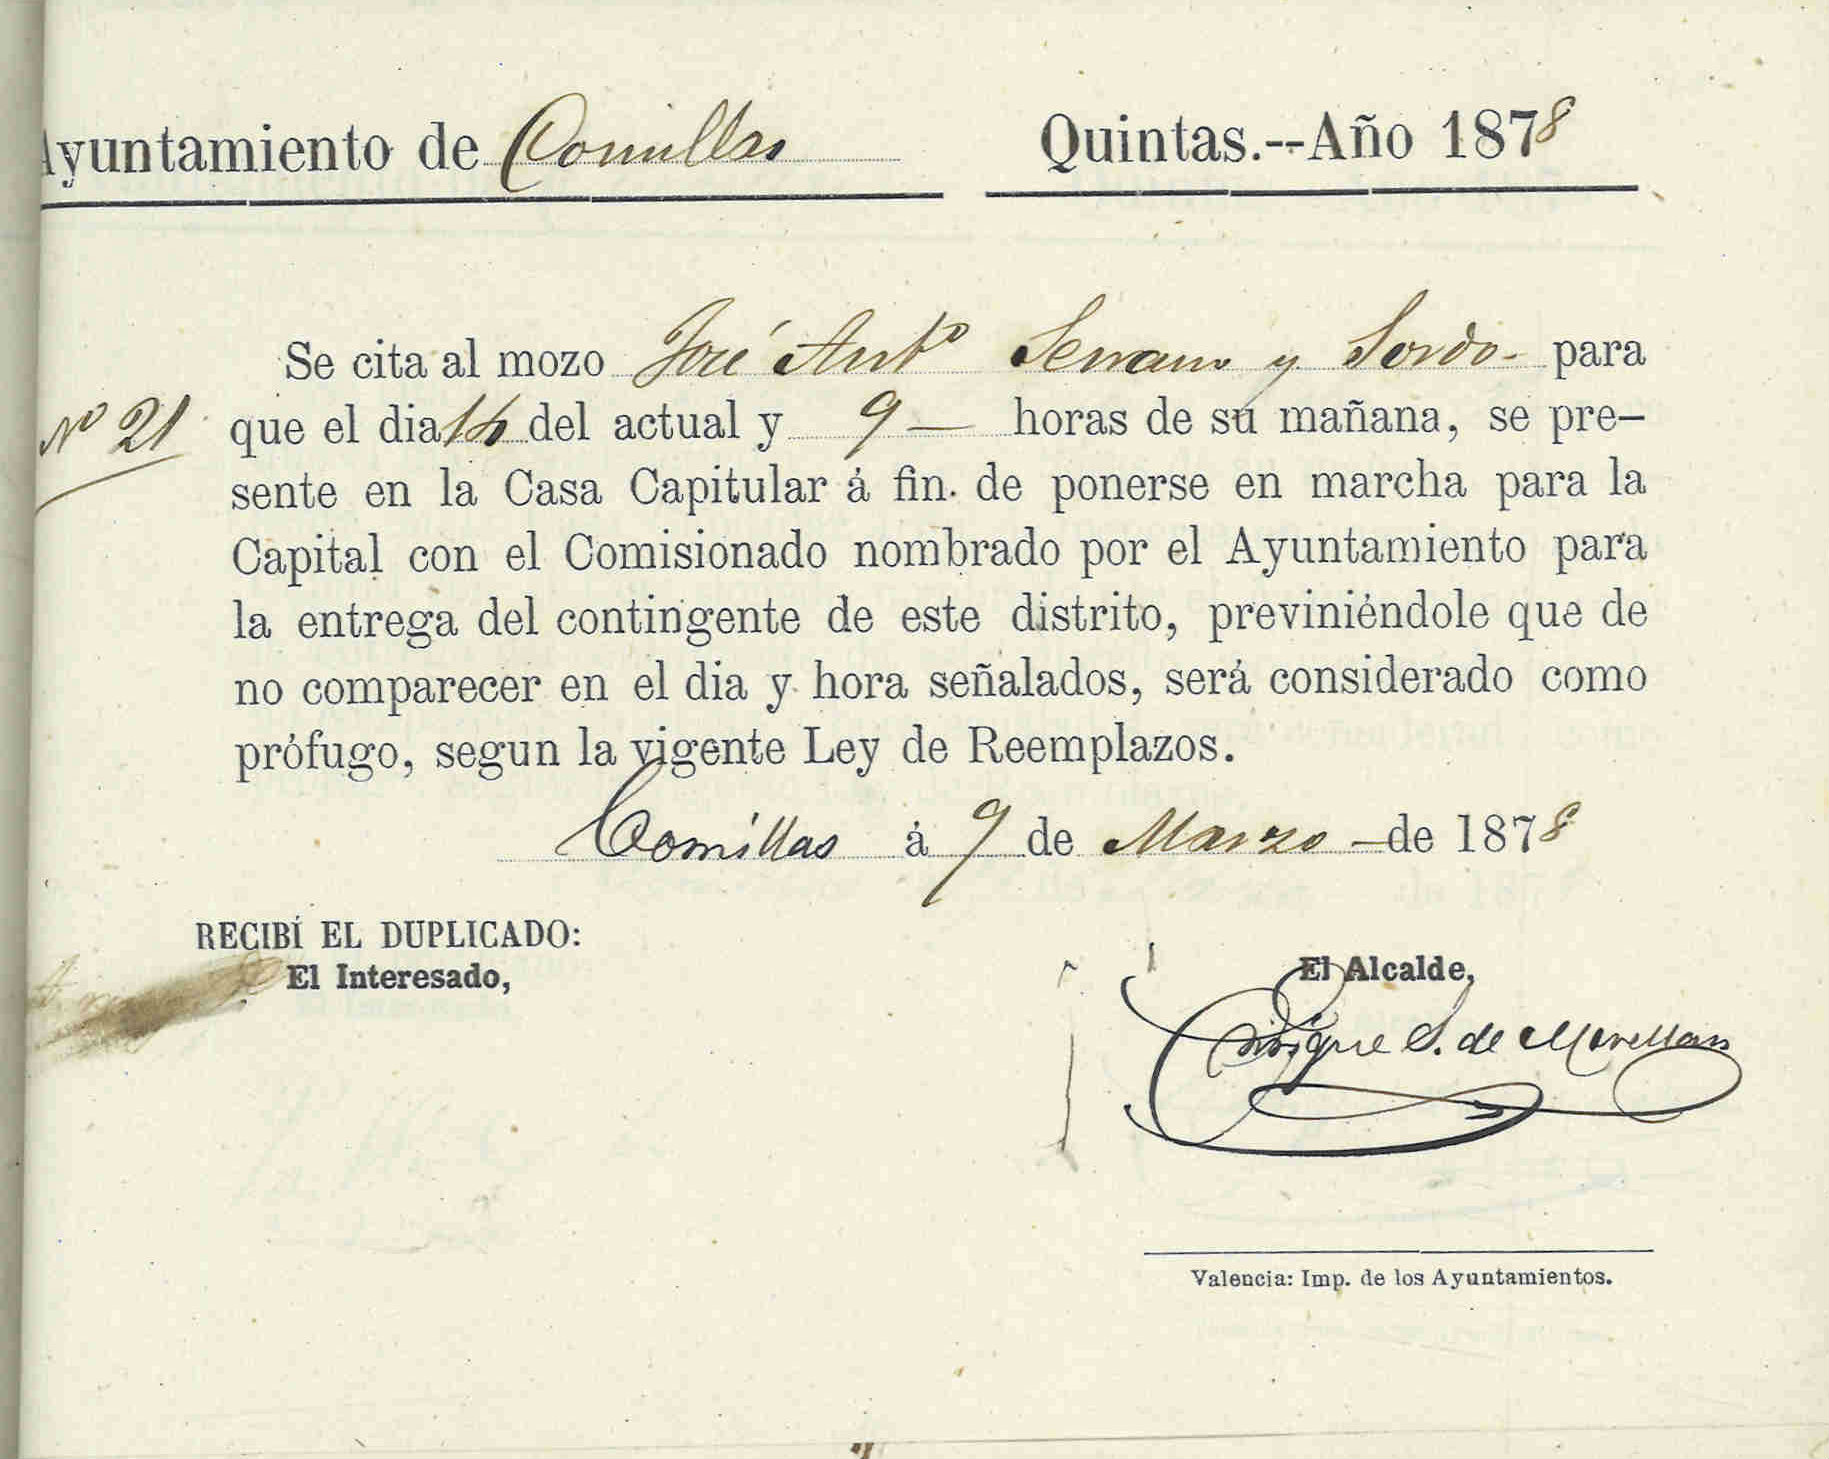 Ayuntamiento de Comillas
Quintas.--Año 1878
Se cita al mozo José Antº Serrano y Sordo- para
Nº 21
que el dia 14 del actual y 9 — horas de su mañana, se pre-
sente en la Casa Capitular á fin. de ponerse en marcha para la
Capital con el Comisionado nombrado por el Ayuntamiento para
la entrega del contingente de este distrito, previniéndole que de
no comparecer en el dia y hora señalados, será considerado como
prófugo, segun la vigente Ley de Reemplazos.
Comillas á 9 de Marzo — de 1878
RECIBÍ EL DUPLICADO:
El Interesado,
El Alcalde,
Enrique S. de Movellán
Valencia: Imp. de los Ayuntamientos.